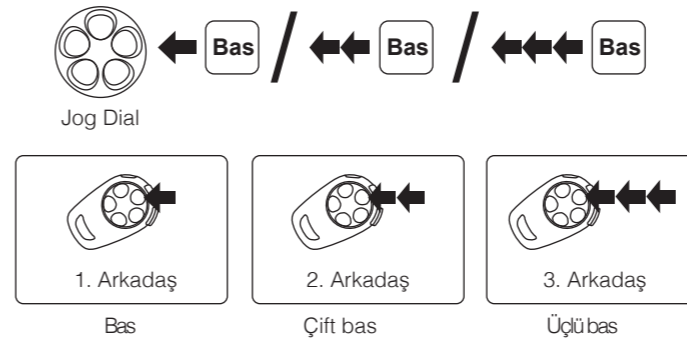 Bas / Bas / Bas
Jog Dial
1. Arkadaş 2. Arkadaş 3. Arkadaş
Bas Çift bas Üçlü bas